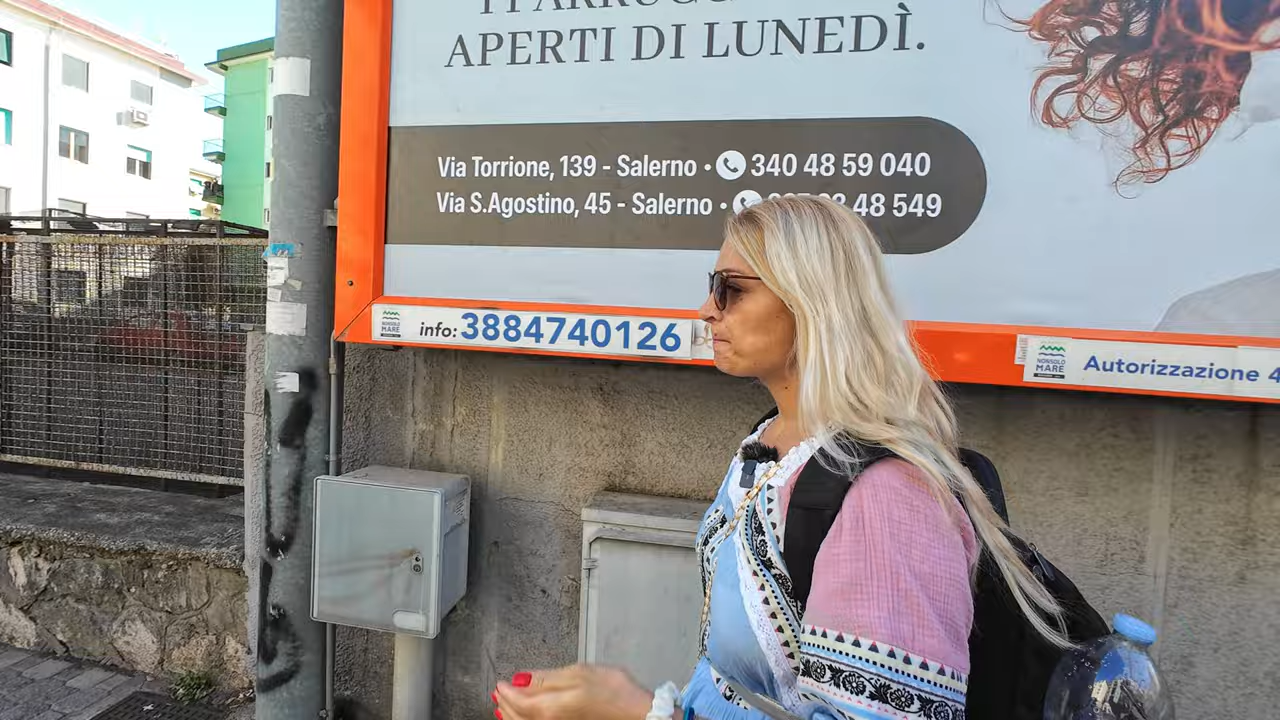 APERTI DI LUNEDÌ.
Via Torrione, 139 - Salerno • 340 48 59 040
Via S.Agostino, 45 - Salerno • 48 549
NONSOLO
MARE
info: 3884740126
NONSOLO
MARE
Autorizzazione 4